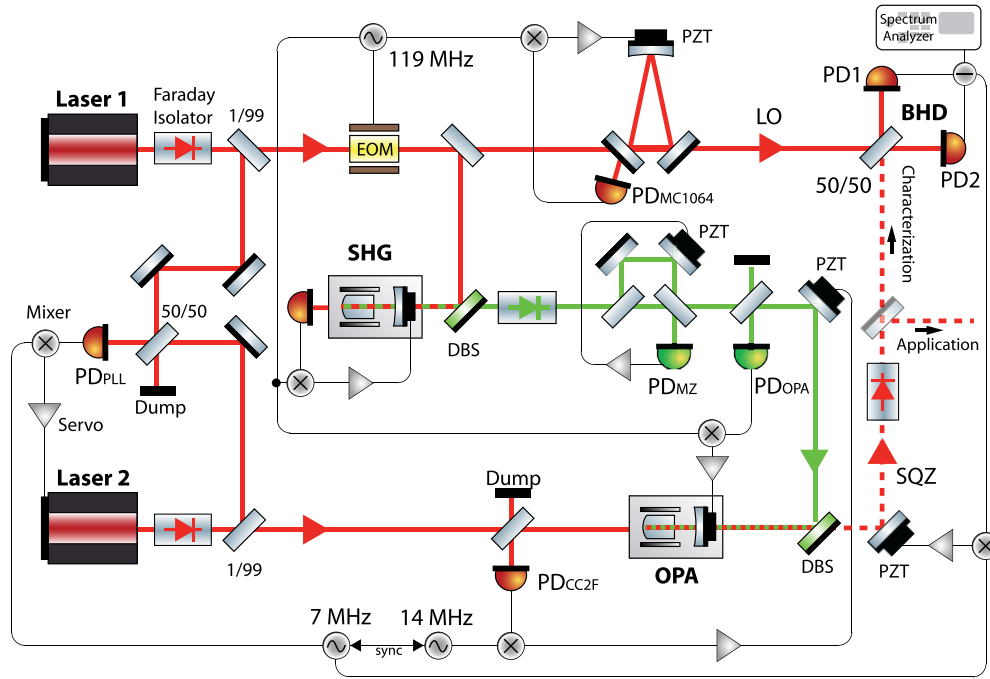 Spectrum
Analyzer
PZT
119 MHz
PD1
BHD
Laser 1
Faraday
Isolator
1/99
LO
EOM
PD2
50/50
PDMC1064
Characterization
SHG
PZT
PZT
50/50
Mixer
DBS
Application
PDPLL
PDMZ
PDOPA
Dump
Servo
Laser 2
Dump
SQZ
1/99
OPA
DBS
PZT
PDCC2F
7 MHz
14 MHz
sync